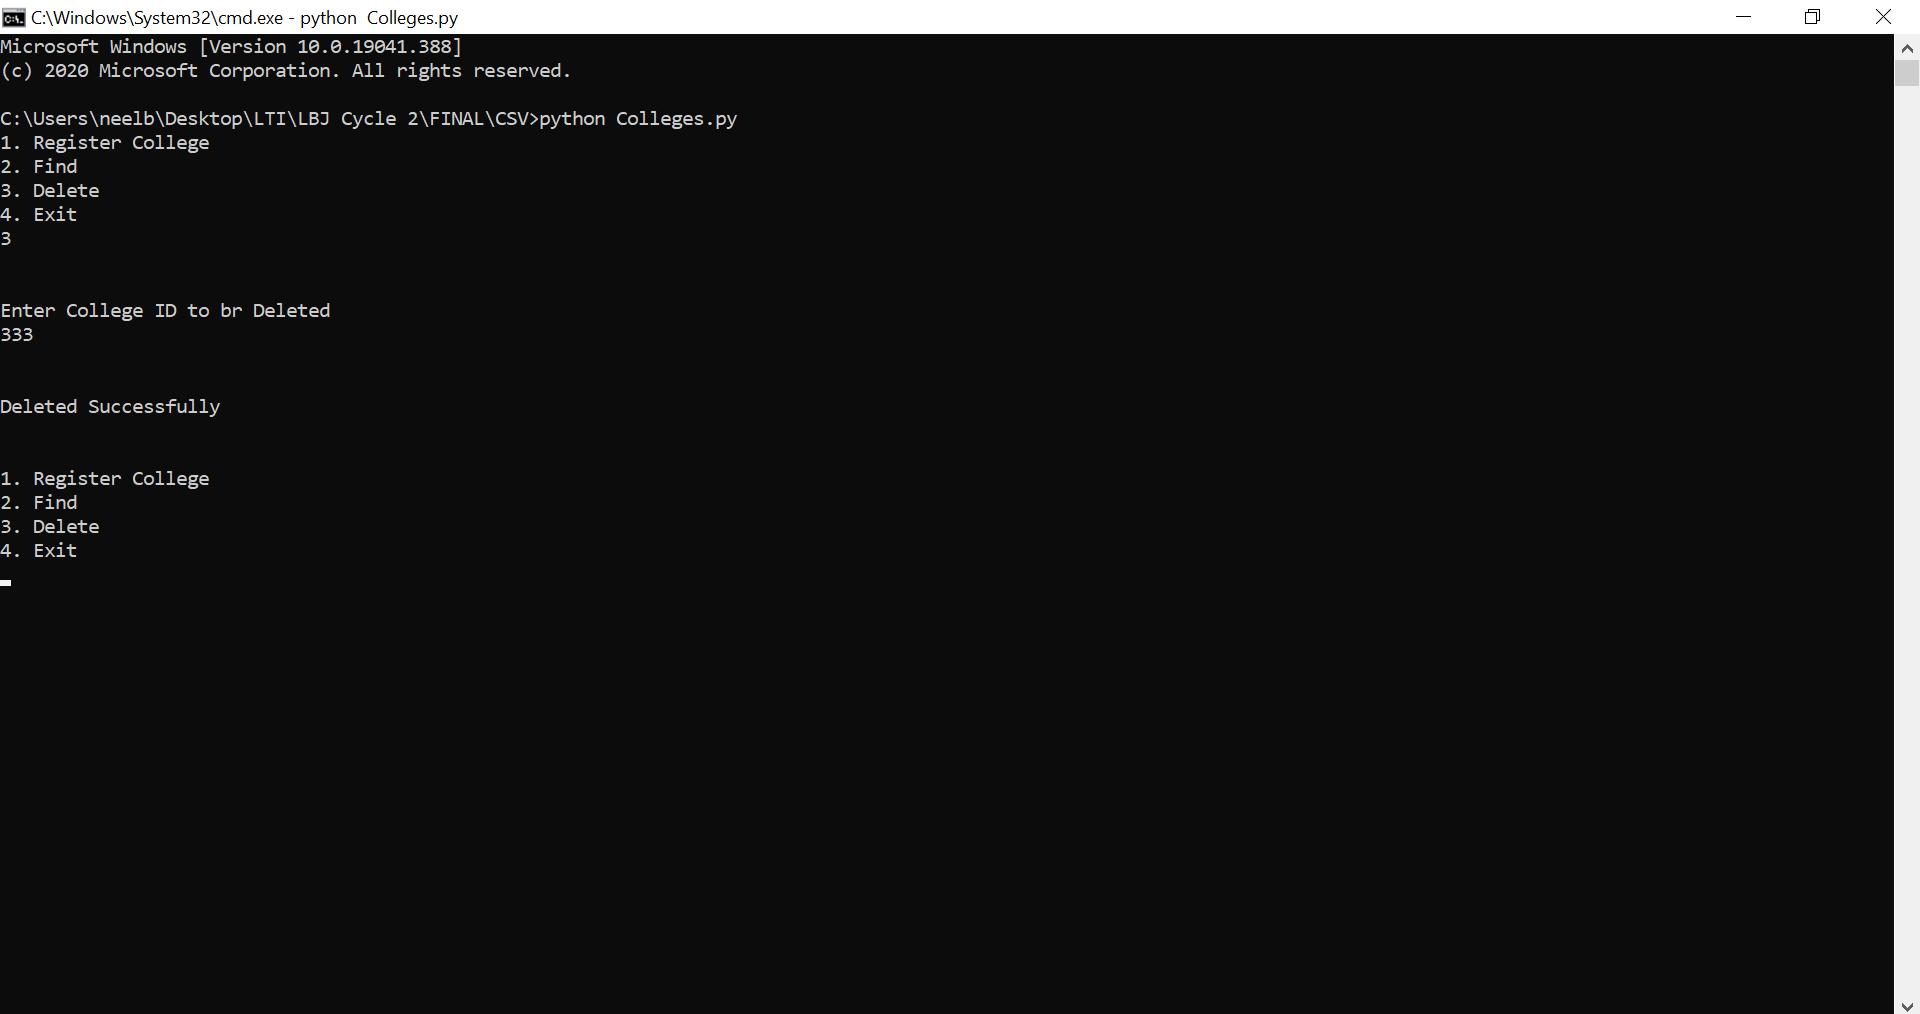 C:\Windows\System32\cmd.exe - python  Colleges.py
Microsoft Windows [Version 10.0.19041.388]
(c) 2020 Microsoft Corporation. All rights reserved.
C:\Users\neelb\Desktop\LTI\LBJ Cycle 2\FINAL\CSV>python Colleges.py
1. Register College
2. Find
3. Delete
4. Exit
3
Enter College ID to br Deleted
333
Deleted Successfully
1. Register College
2. Find
3. Delete
4. Exit